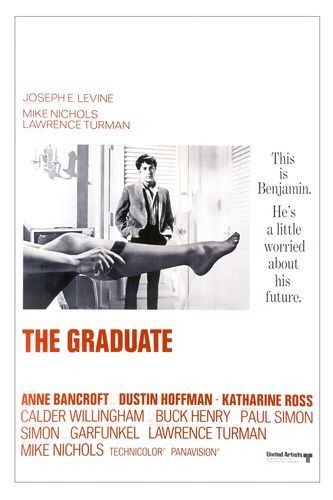 JOSEPH E. LEVINE
MIKE NICHOLS
LAWRENCE TURMAN
This
is
Benjamin.
He's
a little
worried
about
his
future.
THE GRADUATE
ANNE BANCROFT DUSTIN HOFFMAN · KATHARINE ROSS
CALDER WILLINGHAM BUCK HENRY PAUL SIMON
SIMON GARFUNKEL LAWRENCE TURMAN
MIKE NICHOLS TECHNICOLOR PANAVISION
United Artists